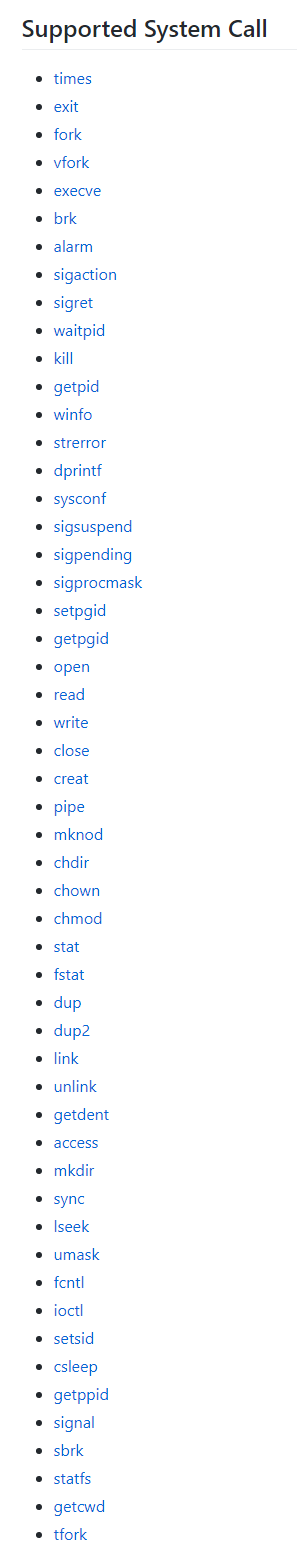 Supported System Call
times
exit
fork
vfork
execve
brk
alarm
sigaction
sigret
waitpid
kill
getpid
winfo
strerror
dprintf
sysconf
sigsuspend
sigpending
sigprocmask
setpgid
getpgid
open
read
write
close
creat
pipe
mknod
chdir
chown
chmod
stat
fstat
dup
dup2
link
unlink
getdent
access
mkdir
sync
lseek
umask
fcntl
ioctl
setsid
csleep
getppid
signal
sbrk
statfs
getcwd
tfork